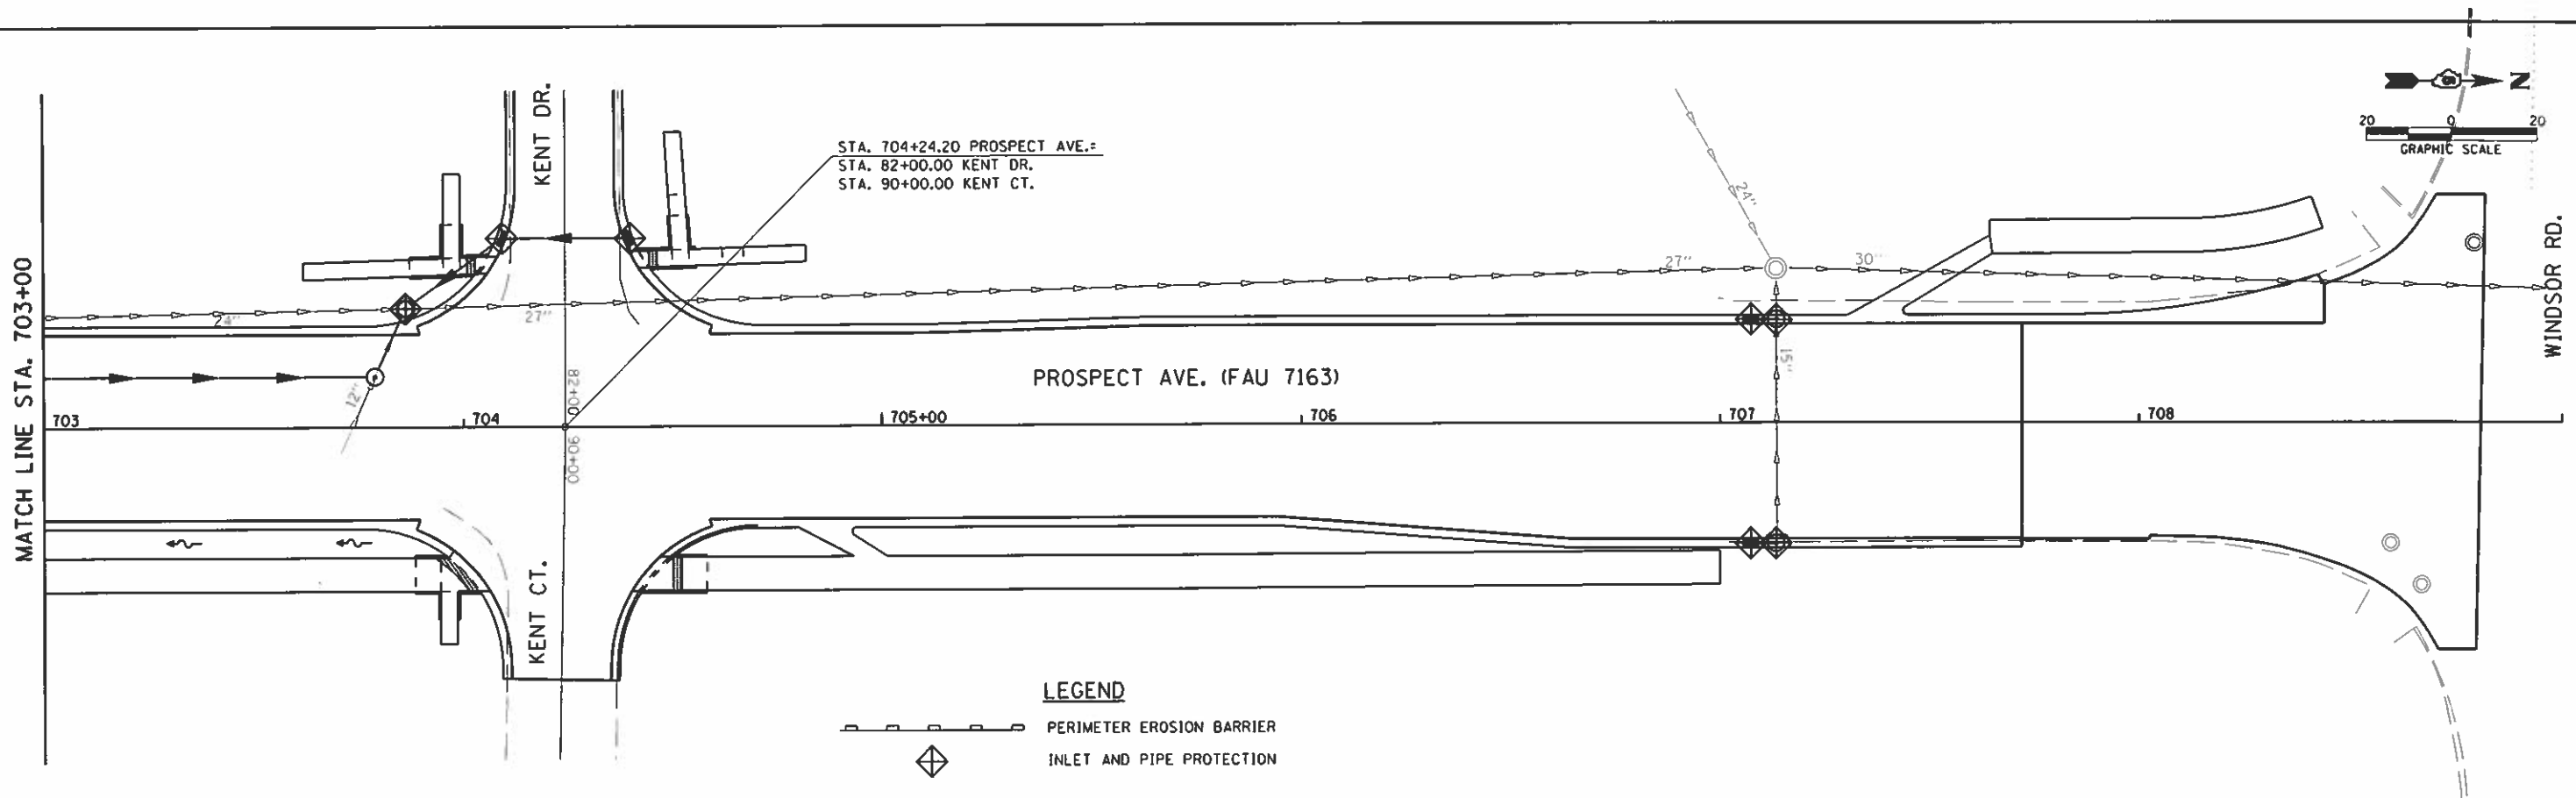 KENT DR.
N
20 0 20
GRAPHIC SCALE
STA. 704+24.20 PROSPECT AVE.=
STA. 82+00.00 KENT DR.
STA. 90+00.00 KENT CT.
24"
WINDSOR RD.
MATCH LINE STA. 703+00
27"
30"
24"
27"
15"
12"
PROSPECT AVE. (FAU 7163)
82+00
703
704
705+00
706
707
708
90+00
KENT CT.
LEGEND
PERIMETER EROSION BARRIER
INLET AND PIPE PROTECTION